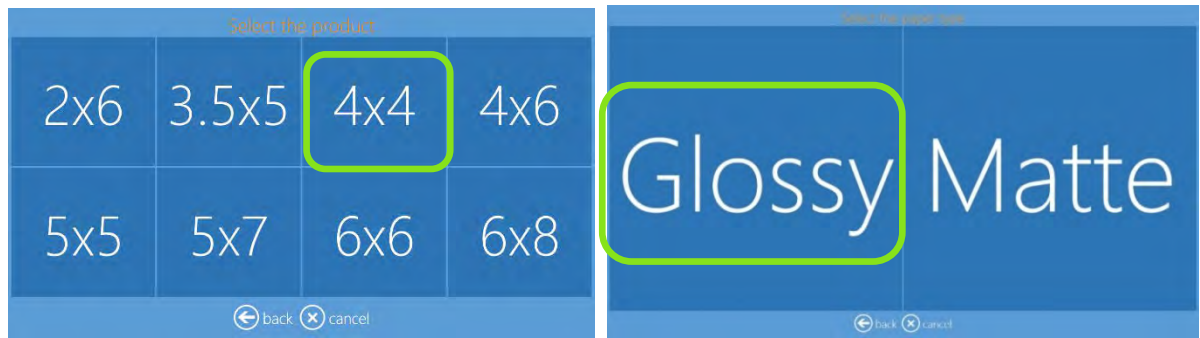 Select the product
2x6 3.5x5 4x4 4x6
5x5 5x7 6x6 6x8
back cancel
Select the paper type
Glossy Matte
back cancel